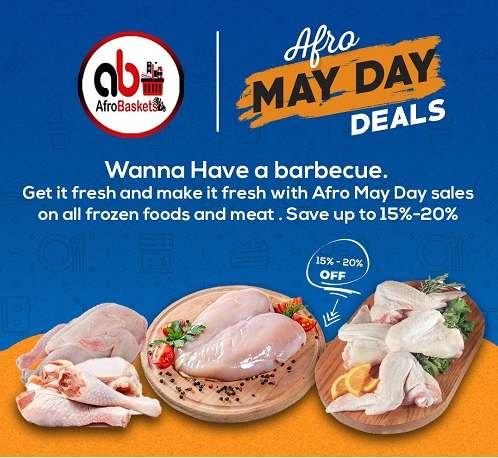 ab
AfroBaskets
Afro
MAY DAY
DEALS
Wanna Have a barbecue.
Get it fresh and make it fresh with Afro May Day sales
on all frozen foods and meat . Save up to 15%-20%
15% - 20%
OFF